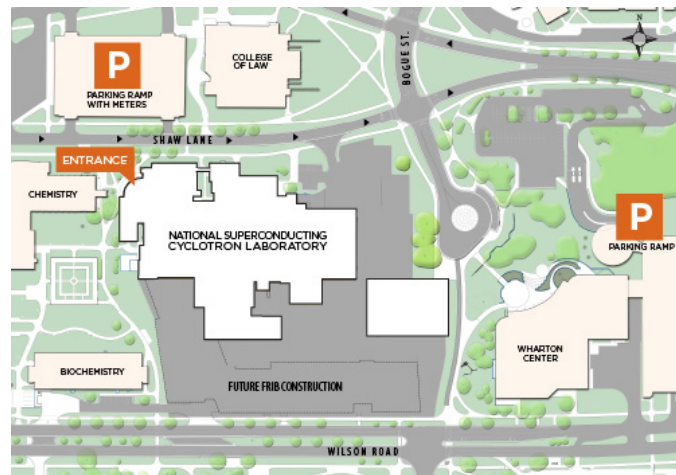 N
P
PARKING RAMP
WITH METERS
COLLEGE
OF LAW
BOGUE ST.
SHAW LANE
ENTRANCE
CHEMISTRY
NATIONAL SUPERCONDUCTING
CYCLOTRON LABORATORY
P
PARKING RAMP
WHARTON
CENTER
BIOCHEMISTRY
FUTURE FRIB CONSTRUCTION
WILSON ROAD